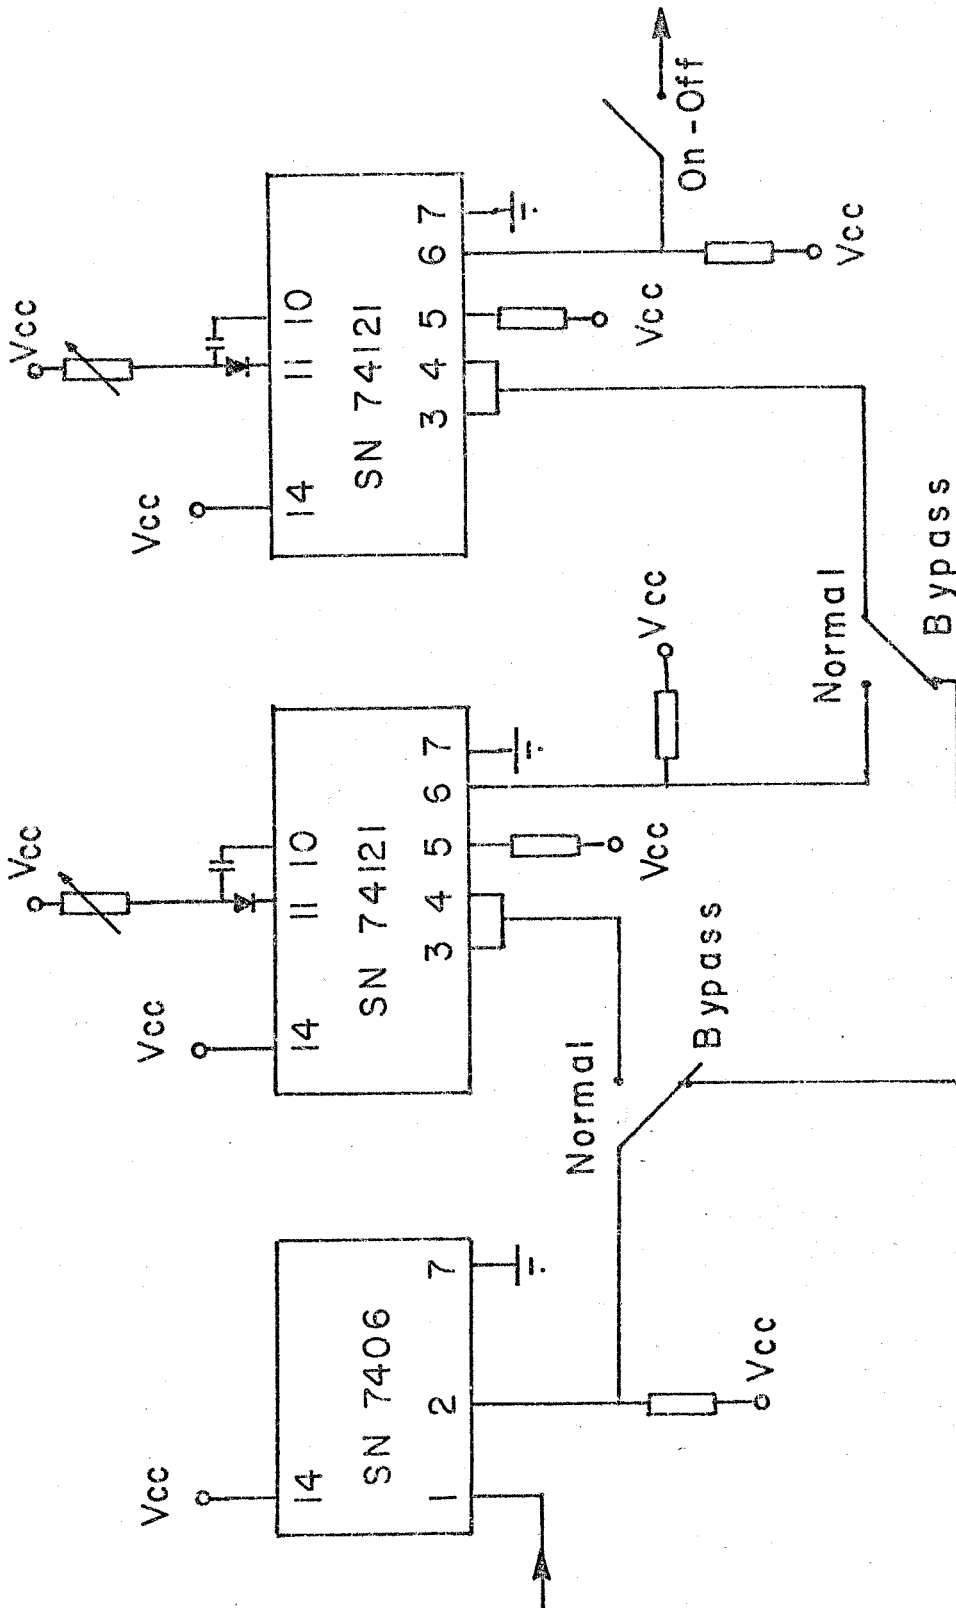 Vcc
14
SN 7406
1 2 7
Vcc
Vcc
Vcc
14 11 10
SN 74121
3 4 5 6 7
Vcc
Vcc
Normal
Bypass
Vcc
Vcc
14 11 10
SN 74121
3 4 5 6 7
Vcc
Vcc
On-Off
Normal
Bypass